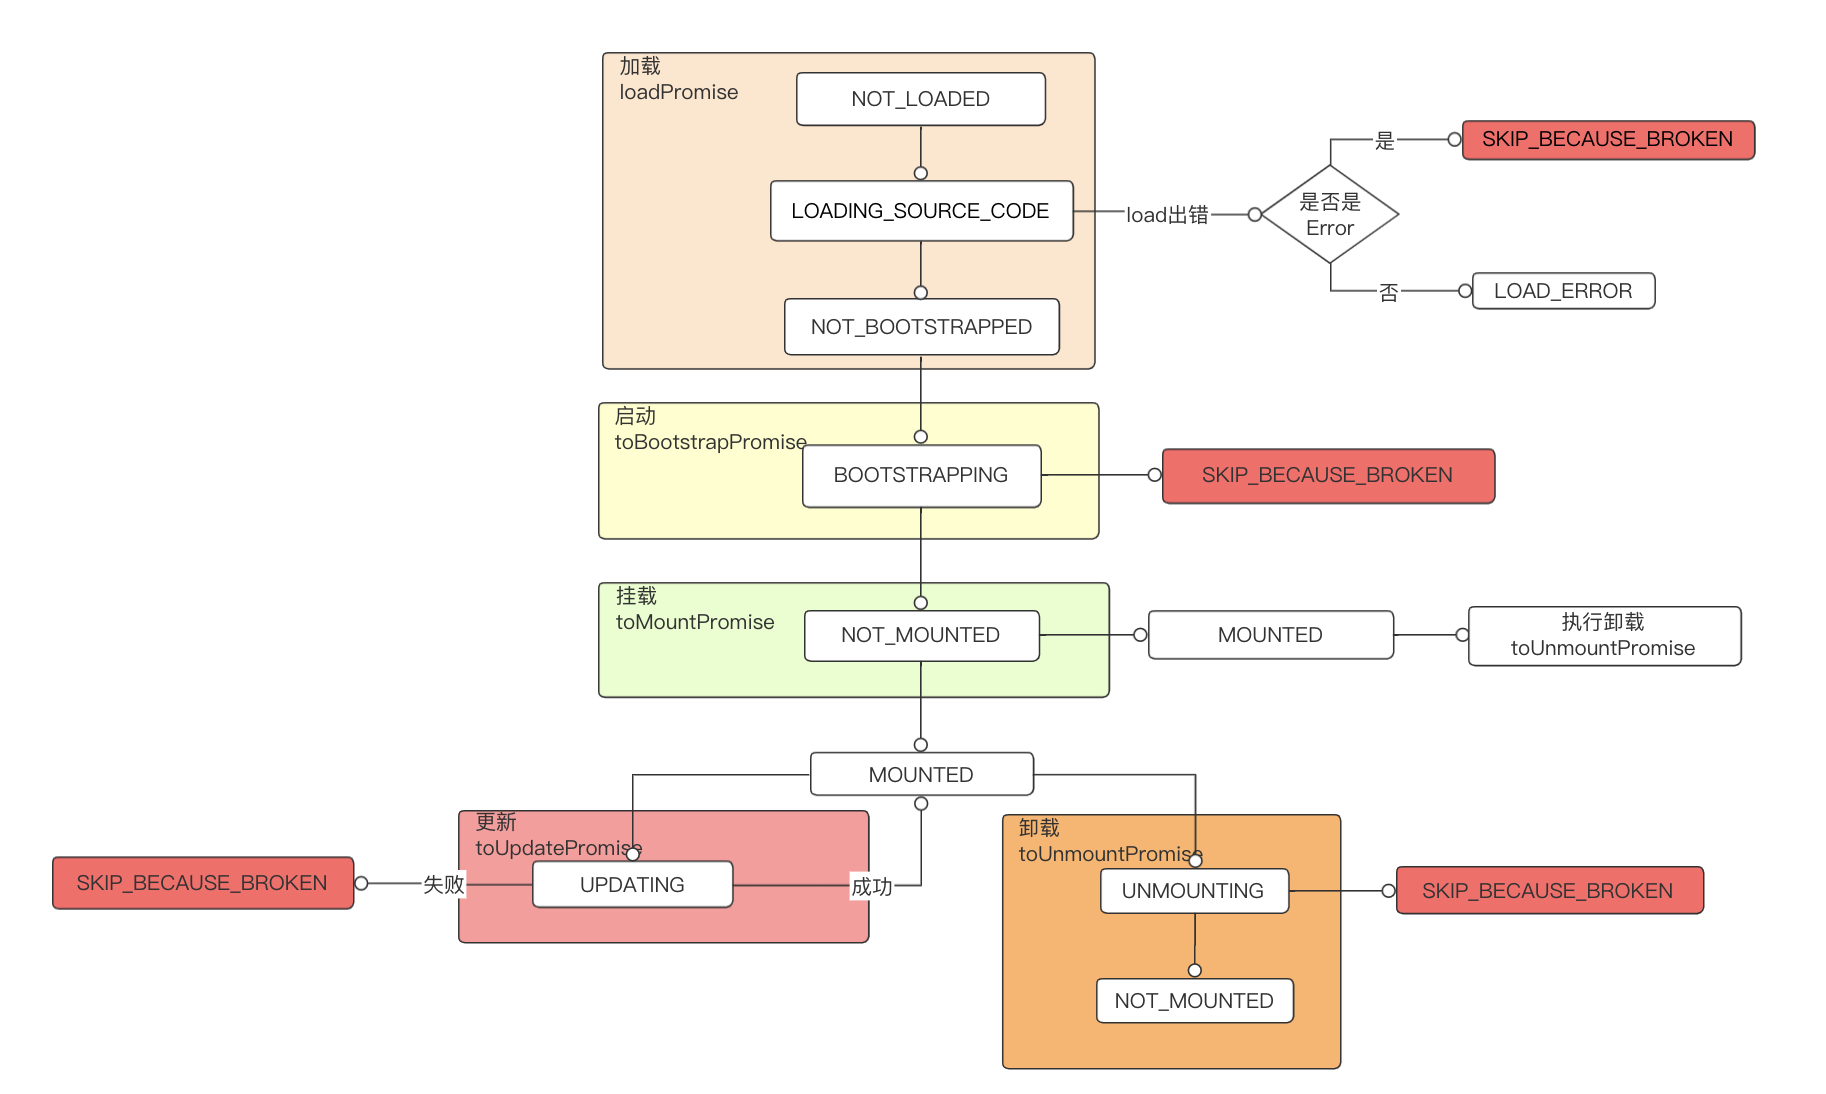 加载
loadPromise
NOT_LOADED
SKIP_BECAUSE_BROKEN
是
是否是
Error
LOADING_SOURCE_CODE
load出错
否
LOAD_ERROR
NOT_BOOTSTRAPPED
启动
toBootstrapPromise
BOOTSTRAPPING
SKIP_BECAUSE_BROKEN
挂载
toMountPromise
NOT_MOUNTED
MOUNTED
执行卸载
toUnmountPromise
MOUNTED
更新
toUpdatePromise
SKIP_BECAUSE_BROKEN
失败
UPDATING
成功
卸载
toUnmountPromise
UNMOUNTING
SKIP_BECAUSE_BROKEN
NOT_MOUNTED